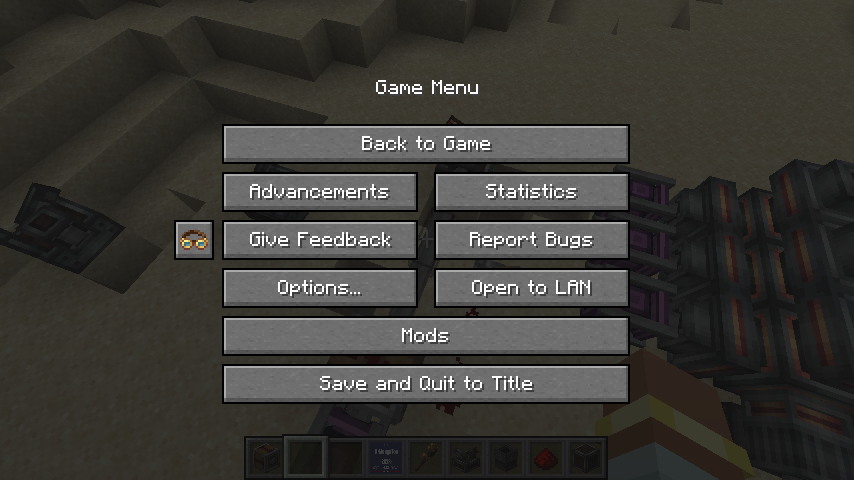 Game Menu
Back to Game
Advancements
Statistics
Give Feedback
Report Bugs
Options...
Open to LAN
Mods
Save and Quit to Title